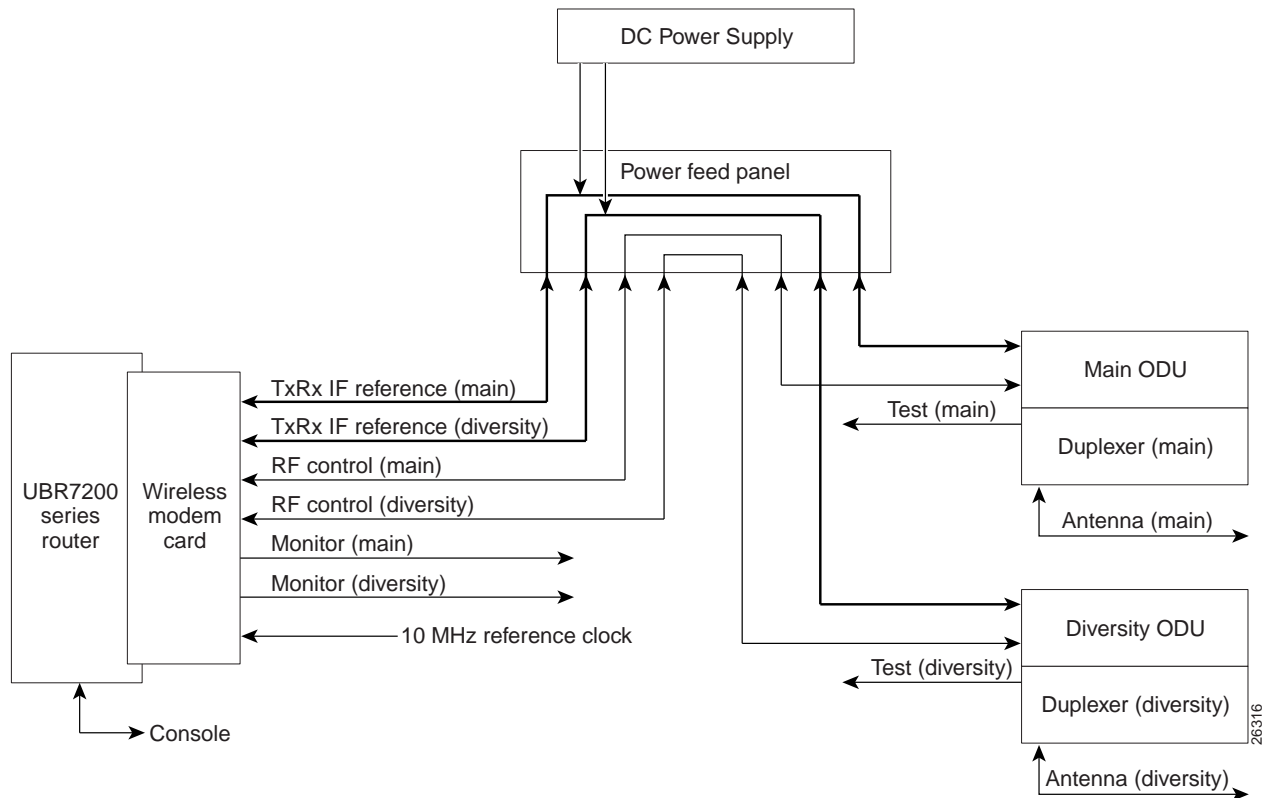 DC Power Supply
Power feed panel
TxRx IF reference (main)
TxRx IF reference (diversity)
RF control (main)
RF control (diversity)
Monitor (main)
Monitor (diversity)
10 MHz reference clock
UBR7200
series
router
Wireless
modem
card
Console
Main ODU
Test (main)
Duplexer (main)
Antenna (main)
Diversity ODU
Test (diversity)
Duplexer (diversity)
Antenna (diversity)
26316